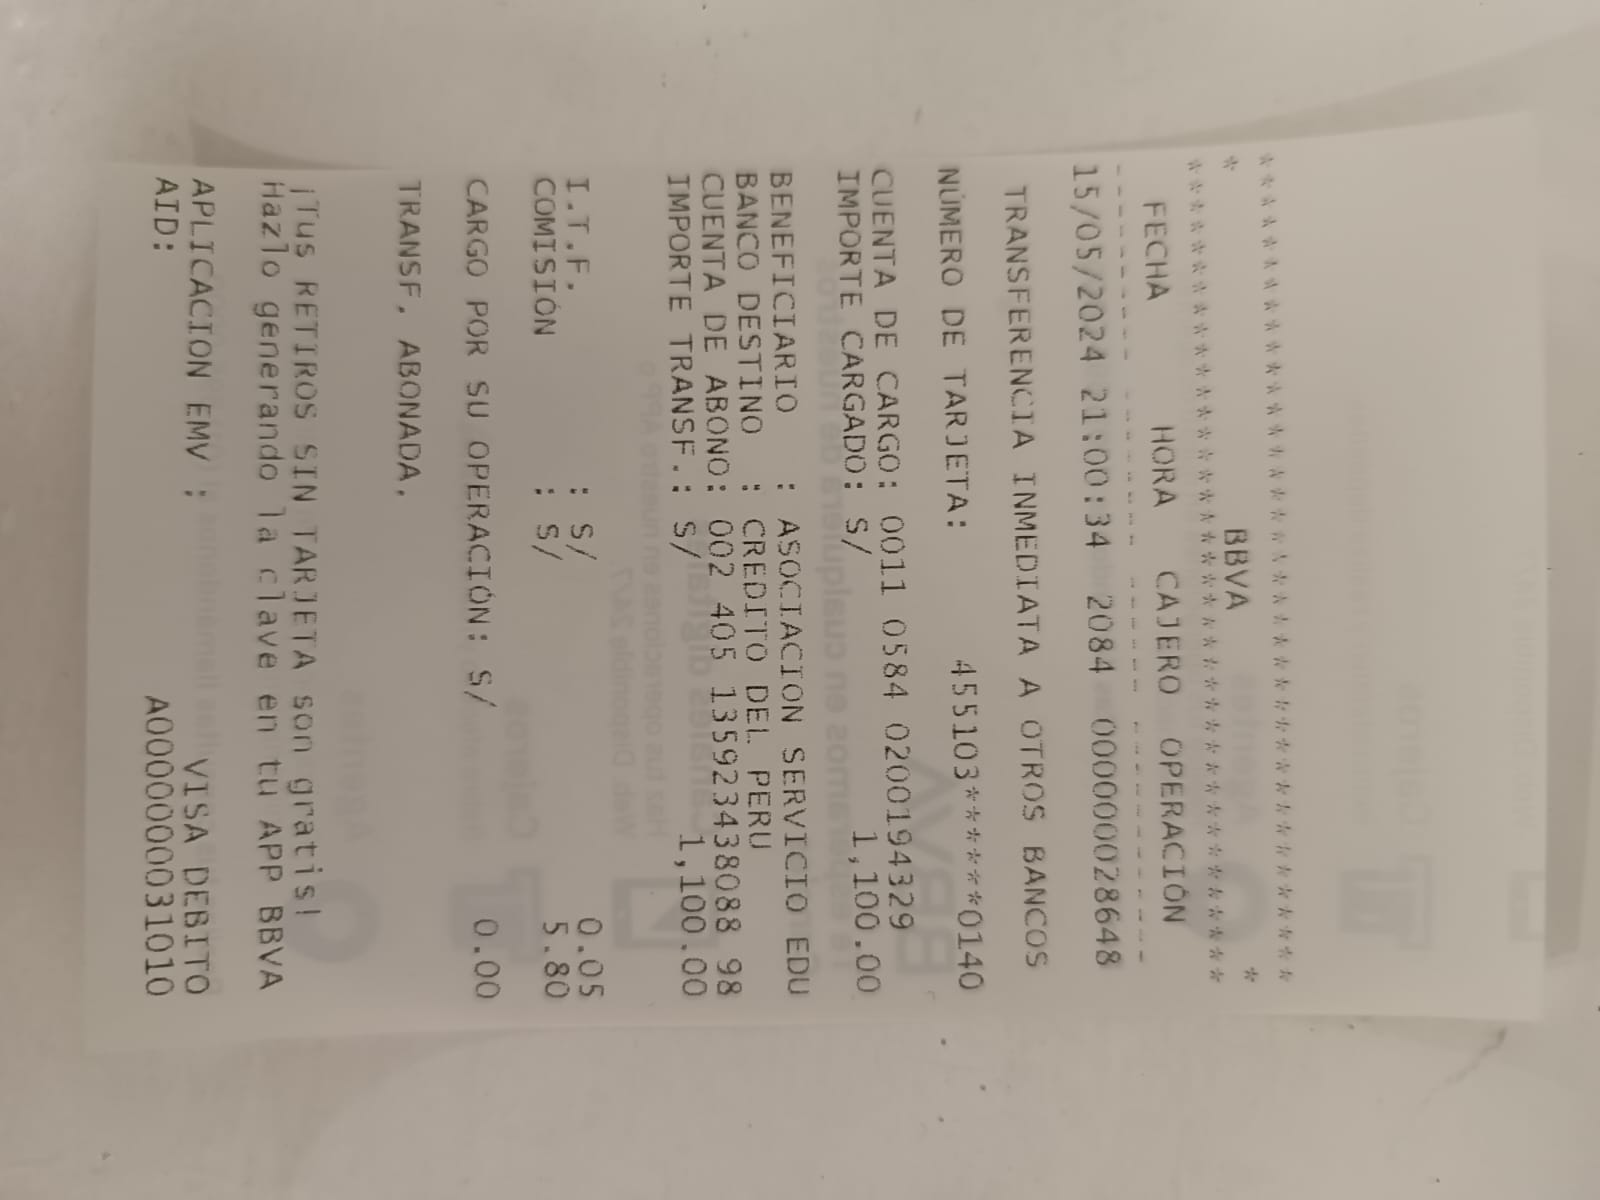 ****************************************
* BBVA *
****************************************
FECHA HORA CAJERO OPERACIÓN
15/05/2024 21:00:34 2084 000000028648
TRANSFERENCIA INMEDIATA A OTROS BANCOS
NÚMERO DE TARJETA: 455103******0140
CUENTA DE CARGO: 0011 0584 0200194329
IMPORTE CARGADO: S/ 1,100.00
BENEFICIARIO : ASOCIACION SERVICIO EDU
BANCO DESTINO : CREDITO DEL PERU
CUENTA DE ABONO: 002 405 135923438088 98
IMPORTE TRANSF.: S/ 1,100.00
I.T.F. : S/ 0.05
COMISIÓN : S/ 5.80
CARGO POR SU OPERACIÓN: S/ 0.00
TRANSF. ABONADA.
¡Tus RETIROS SIN TARJETA son gratis!
Hazlo generando la clave en tu APP BBVA
APLICACION EMV : VISA DEBITO
AID: A0000000031010